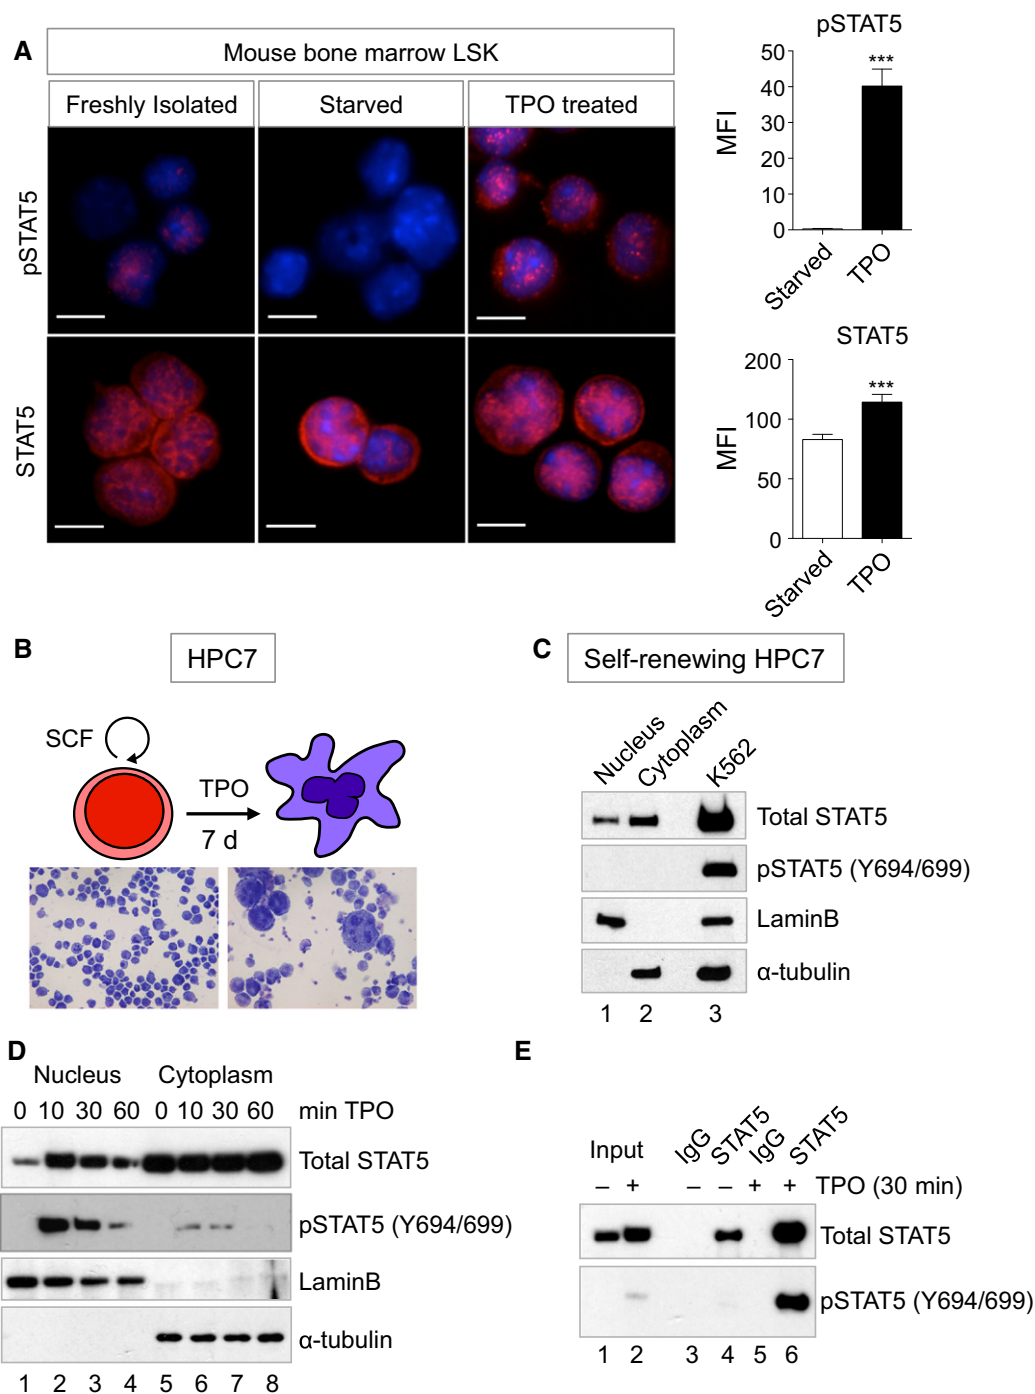 A
Mouse bone marrow LSK
Freshly Isolated
Starved
TPO treated
pSTAT5
STAT5
pSTAT5
MFI
50
40
30
20
10
0
***
Starved
TPO
STAT5
MFI
200
100
50
0
***
Starved
TPO
B
HPC7
SCF
TPO
7 d
C
Self-renewing HPC7
Nucleus
Cytoplasm
K562
Total STAT5
pSTAT5 (Y694/699)
LaminB
α-tubulin
1 2 3
D
Nucleus Cytoplasm
0 10 30 60 0 10 30 60 min TPO
Total STAT5
pSTAT5 (Y694/699)
LaminB
α-tubulin
1 2 3 4 5 6 7 8
E
Input IgG STAT5 IgG STAT5
– + – – + + TPO (30 min)
Total STAT5
pSTAT5 (Y694/699)
1 2 3 4 5 6